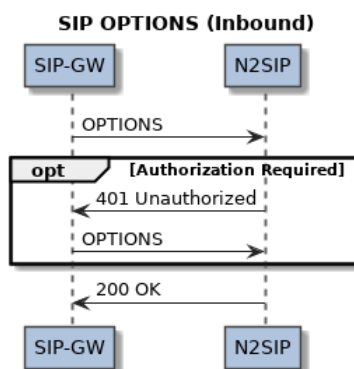 SIP OPTIONS (Inbound)
SIP-GW N2SIP
OPTIONS
opt [Authorization Required]
401 Unauthorized
OPTIONS
200 OK
SIP-GW N2SIP